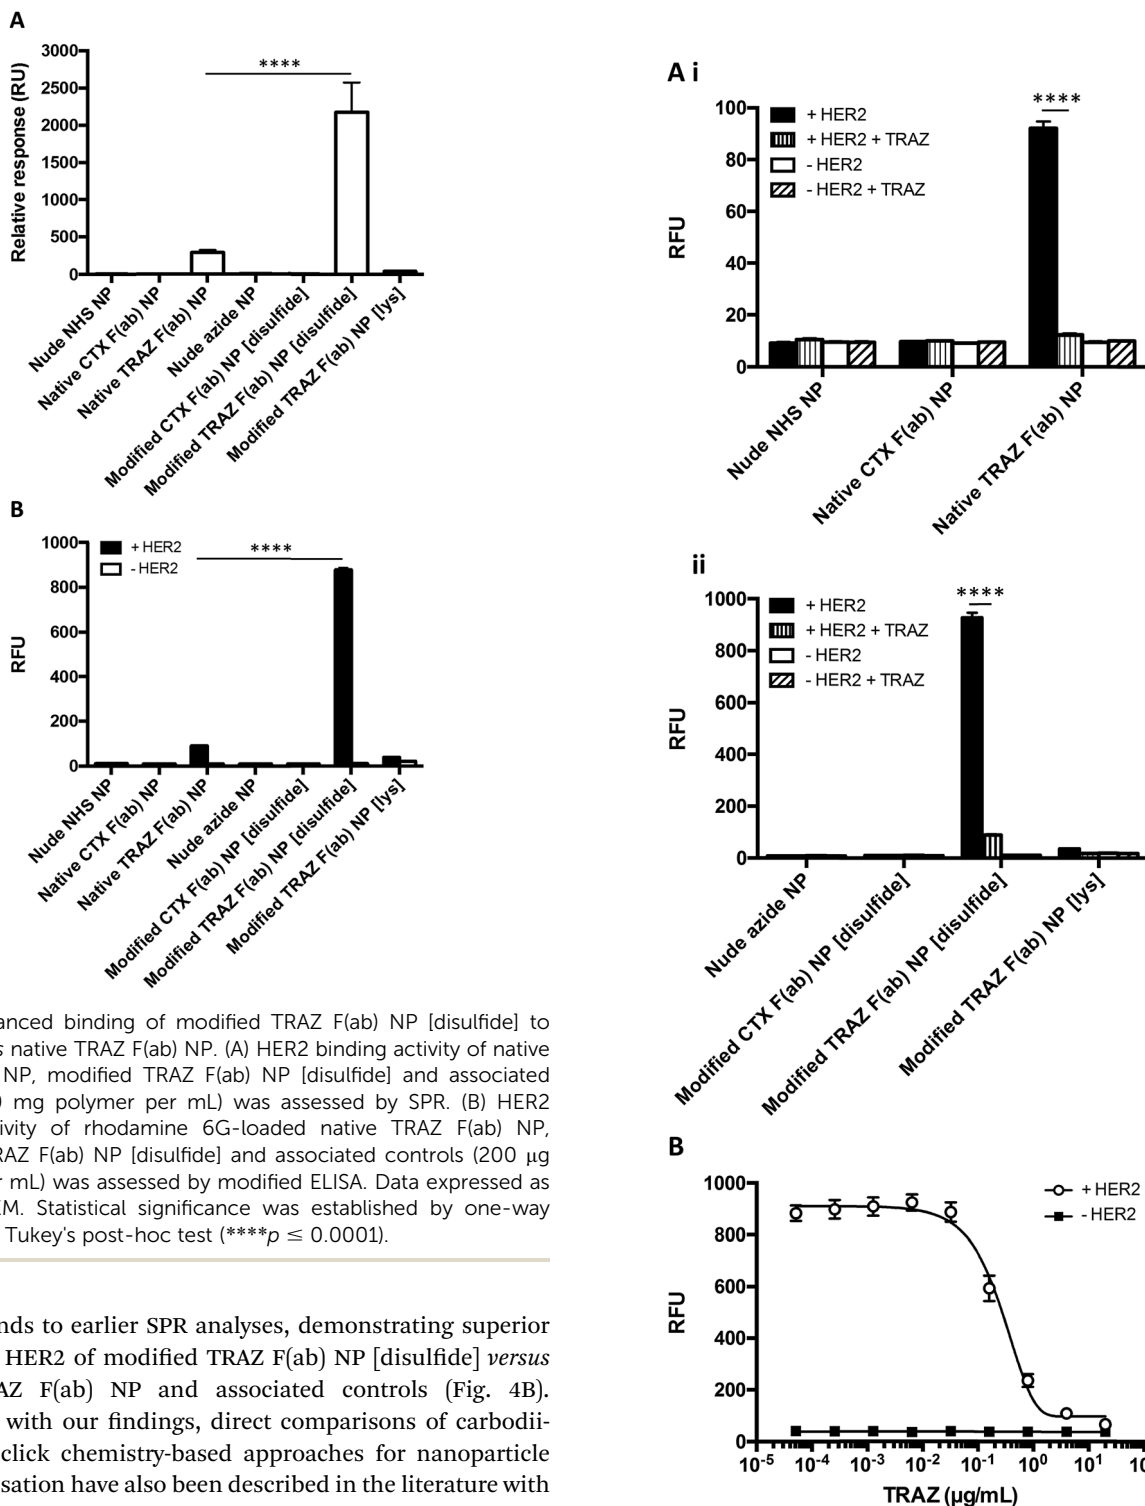 A
3000
2500
2000
1500
1000
500
0
Relative response (RU)
****
Nude NHS NP
Native CTX F(ab) NP
Native TRAZ F(ab) NP
Nude azide NP
Modified CTX F(ab) NP [disulfide]
Modified TRAZ F(ab) NP [disulfide]
Modified TRAZ F(ab) NP [lys]
B
1000
800
600
400
200
0
RFU
+ HER2
- HER2
****
Nude NHS NP
Native CTX F(ab) NP
Native TRAZ F(ab) NP
Nude azide NP
Modified CTX F(ab) NP [disulfide]
Modified TRAZ F(ab) NP [disulfide]
Modified TRAZ F(ab) NP [lys]
anced binding of modified TRAZ F(ab) NP [disulfide] to
s native TRAZ F(ab) NP. (A) HER2 binding activity of native
NP, modified TRAZ F(ab) NP [disulfide] and associated
mg polymer per mL) was assessed by SPR. (B) HER2
ivity of rhodamine 6G-loaded native TRAZ F(ab) NP,
RAZ F(ab) NP [disulfide] and associated controls (200 μg
r mL) was assessed by modified ELISA. Data expressed as
EM. Statistical significance was established by one-way
Tukey's post-hoc test (****p ≤ 0.0001).
nds to earlier SPR analyses, demonstrating superior
HER2 of modified TRAZ F(ab) NP [disulfide] versus
AZ F(ab) NP and associated controls (Fig. 4B).
with our findings, direct comparisons of carbodii-
click chemistry-based approaches for nanoparticle
sation have also been described in the literature with
A i
100
80
60
40
20
0
RFU
+ HER2
+ HER2 + TRAZ
- HER2
- HER2 + TRAZ
****
Nude NHS NP
Native CTX F(ab) NP
Native TRAZ F(ab) NP
ii
1000
800
600
400
200
0
RFU
+ HER2
+ HER2 + TRAZ
- HER2
- HER2 + TRAZ
****
Nude azide NP
Modified CTX F(ab) NP [disulfide]
Modified TRAZ F(ab) NP [disulfide]
Modified TRAZ F(ab) NP [lys]
B
1000
800
600
400
200
0
RFU
+ HER2
- HER2
10-5 10-4 10-3 10-2 10-1 100 101
TRAZ (μg/mL)